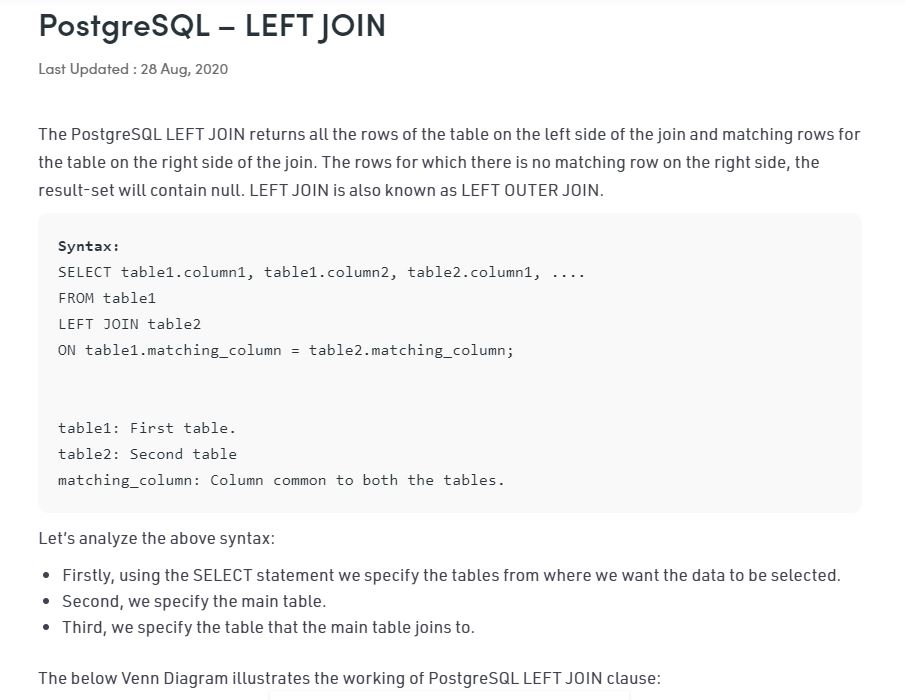 PostgreSQL – LEFT JOIN
Last Updated : 28 Aug, 2020
The PostgreSQL LEFT JOIN returns all the rows of the table on the left side of the join and matching rows for
the table on the right side of the join. The rows for which there is no matching row on the right side, the
result-set will contain null. LEFT JOIN is also known as LEFT OUTER JOIN.
Syntax:
SELECT table1.column1, table1.column2, table2.column1, ....
FROM table1
LEFT JOIN table2
ON table1.matching_column = table2.matching_column;
table1: First table.
table2: Second table
matching_column: Column common to both the tables.
Let's analyze the above syntax:
• Firstly, using the SELECT statement we specify the tables from where we want the data to be selected.
• Second, we specify the main table.
• Third, we specify the table that the main table joins to.
The below Venn Diagram illustrates the working of PostgreSQL LEFT JOIN clause: